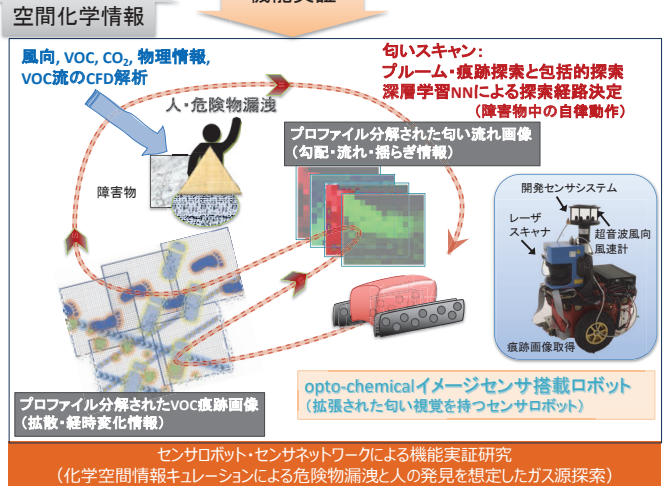 空間化学情報
風向, VOC, CO₂, 物理情報,
VOC流のCFD解析
人・危険物漏洩
障害物
匂いスキャン：
プルーム・痕跡探索と包括的探索
深層学習NNによる探索経路決定
（障害物中の自律動作）
プロファイル分解された匂い流れ画像
（勾配・流れ・揺らぎ情報）
開発センサシステム
レーザ
スキャナ
超音波風向
風速計
痕跡画像取得
プロファイル分解されたVOC痕跡画像
（拡散・経時変化情報）
opto-chemicalイメージセンサ搭載ロボット
（拡張された匂い視覚を持つセンサロボット）
センサロボット・センサネットワークによる機能実証研究
（化学空間情報キュレーションによる危険物漏洩と人の発見を想定したガス源探索）